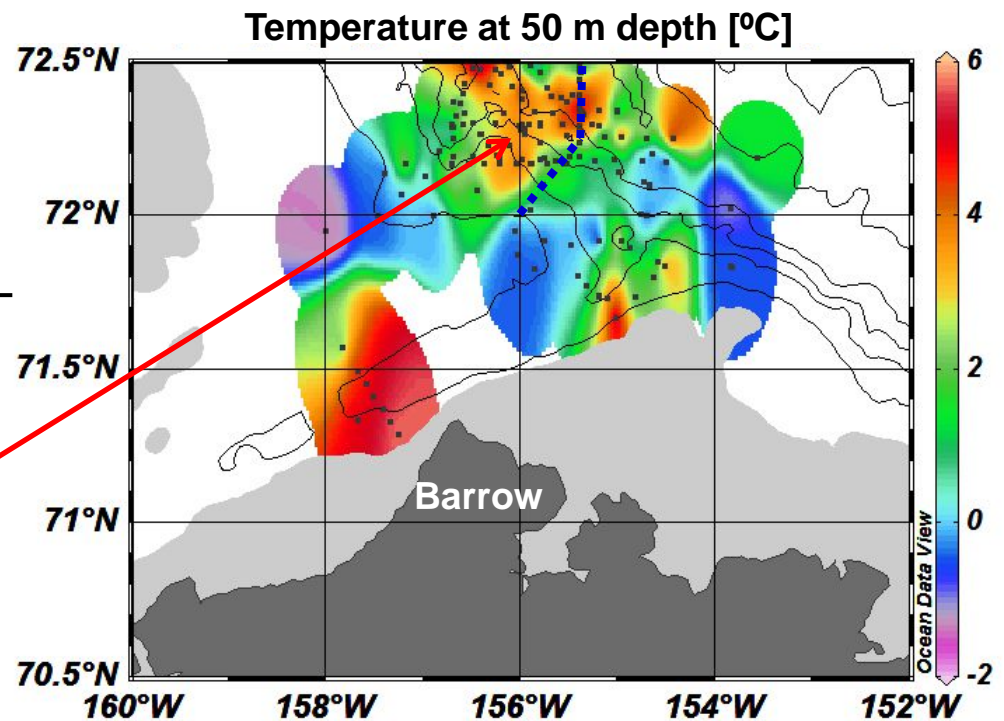 Temperature at 50 m depth [ºC]
72.5°N
72°N
71.5°N
71°N
70.5°N
160°W
158°W
156°W
154°W
152°W
Barrow
Ocean Data View
6
4
2
0
-2